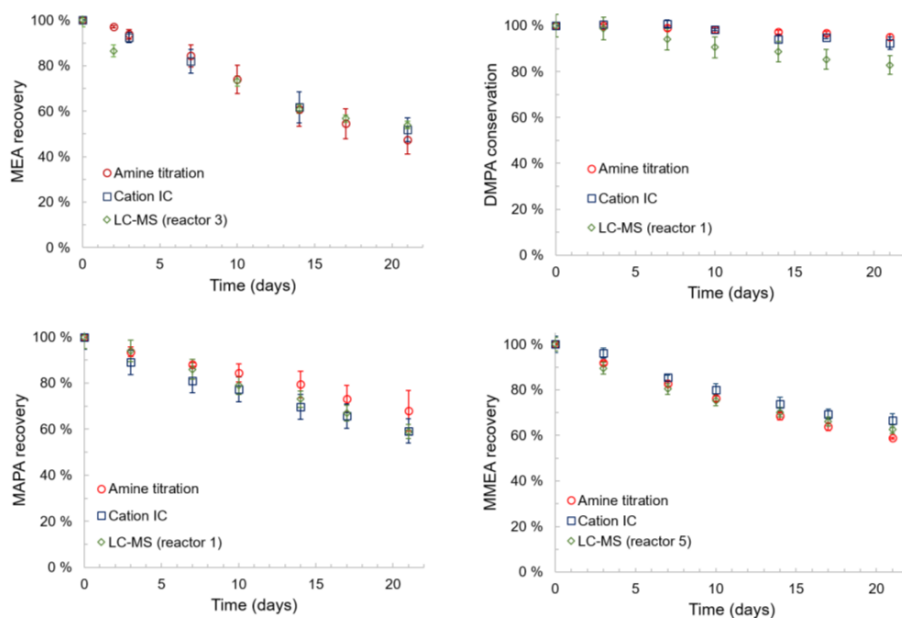 100 %
80 %
60 %
40 %
20 %
0 %
MEA recovery
Amine titration
Cation IC
LC-MS (reactor 3)
0 5 10 15 20
Time (days)
100 %
80 %
60 %
40 %
20 %
0 %
DMPA conservation
Amine titration
Cation IC
LC-MS (reactor 1)
0 5 10 15 20
Time (days)
100 %
80 %
60 %
40 %
20 %
0 %
MAPA recovery
Amine titration
Cation IC
LC-MS (reactor 1)
0 5 10 15 20
Time (days)
100 %
80 %
60 %
40 %
20 %
0 %
MMEA recovery
Amine titration
Cation IC
LC-MS (reactor 5)
0 5 10 15 20
Time (days)